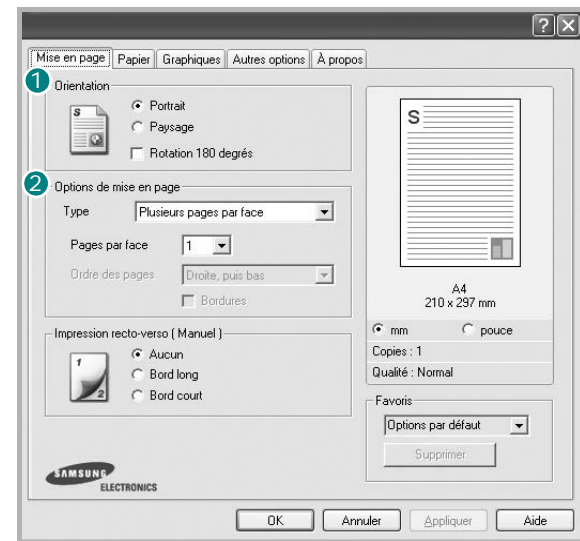 Mise en page Papier Graphiques Autres options À propos
1
Orientation
S
Portrait
Paysage
Rotation 180 degrés
2
Options de mise en page
Type Plusieurs pages par face
Pages par face 1
Ordre des pages Droite, puis bas
Bordures
Impression recto-verso ( Manuel )
1
2
Aucun
Bord long
Bord court
SAMSUNG
ELECTRONICS
S
A4
210 x 297 mm
mm pouce
Copies : 1
Qualité : Normal
Favoris
Options par défaut
Supprimer
OK Annuler Appliquer Aide